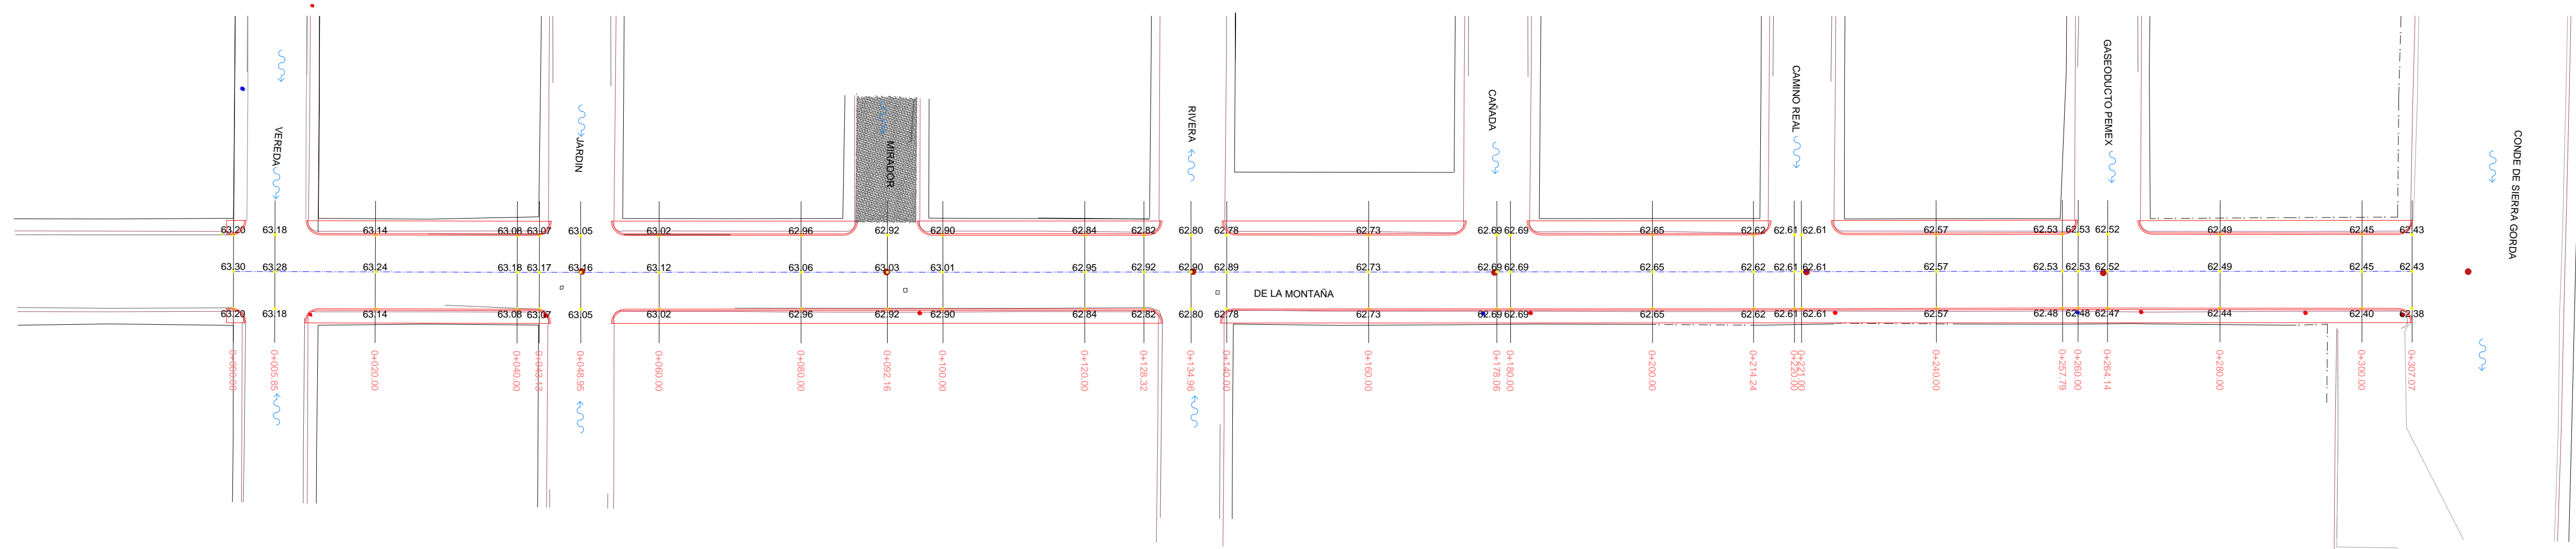 VEREDA
JARDIN
MIRADOR
RIVERA
CAÑADA
CAMINO REAL
GASEODUCTO PEMEX
CONDE DE SIERRA GORDA
63.20 63.18 63.14 63.08 63.07 63.05 63.02 62.96 62.92 62.90 62.84 62.82 62.80 62.78 62.73 62.69 62.69 62.65 62.62 62.61 62.61 62.57 62.53 62.53 62.52 62.49 62.45 62.43
63.30 63.28 63.24 63.18 63.17 63.16 63.12 63.06 63.03 63.01 62.95 62.92 62.90 62.89 62.73 62.69 62.69 62.65 62.62 62.61 62.61 62.57 62.53 62.53 62.52 62.49 62.45 62.43
DE LA MONTAÑA
63.20 63.18 63.14 63.08 63.07 63.05 63.02 62.96 62.92 62.90 62.84 62.82 62.80 62.78 62.73 62.69 62.69 62.65 62.62 62.61 62.61 62.57 62.48 62.48 62.47 62.44 62.40 62.38
0+000.00
0+005.85
0+020.00
0+040.00
0+043.13
0+048.95
0+060.00
0+080.00
0+092.16
0+100.00
0+120.00
0+128.32
0+134.96
0+140.00
0+160.00
0+178.06
0+180.00
0+200.00
0+214.24
0+220.00
0+221.00
0+240.00
0+257.79
0+260.00
0+264.14
0+280.00
0+300.00
0+307.07